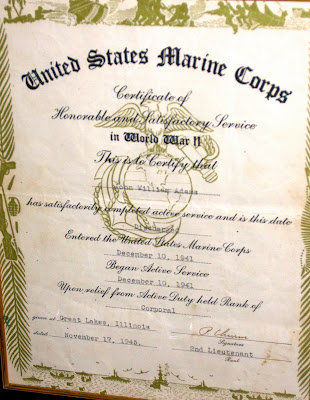 United States Marine Corps
Certificate of
Honorable and Satisfactory Service
in World War II
This is to Certify that
John William Adams
has satisfactorily completed active service and is this date
Discharged
Entered the United States Marine Corps
December 10, 1941
Began Active Service
December 10, 1941
Upon relief from Active Duty held Rank of
Corporal
given at Great Lakes, Illinois
Signature
dated November 17, 1945. 2nd Lieutenant
Rank